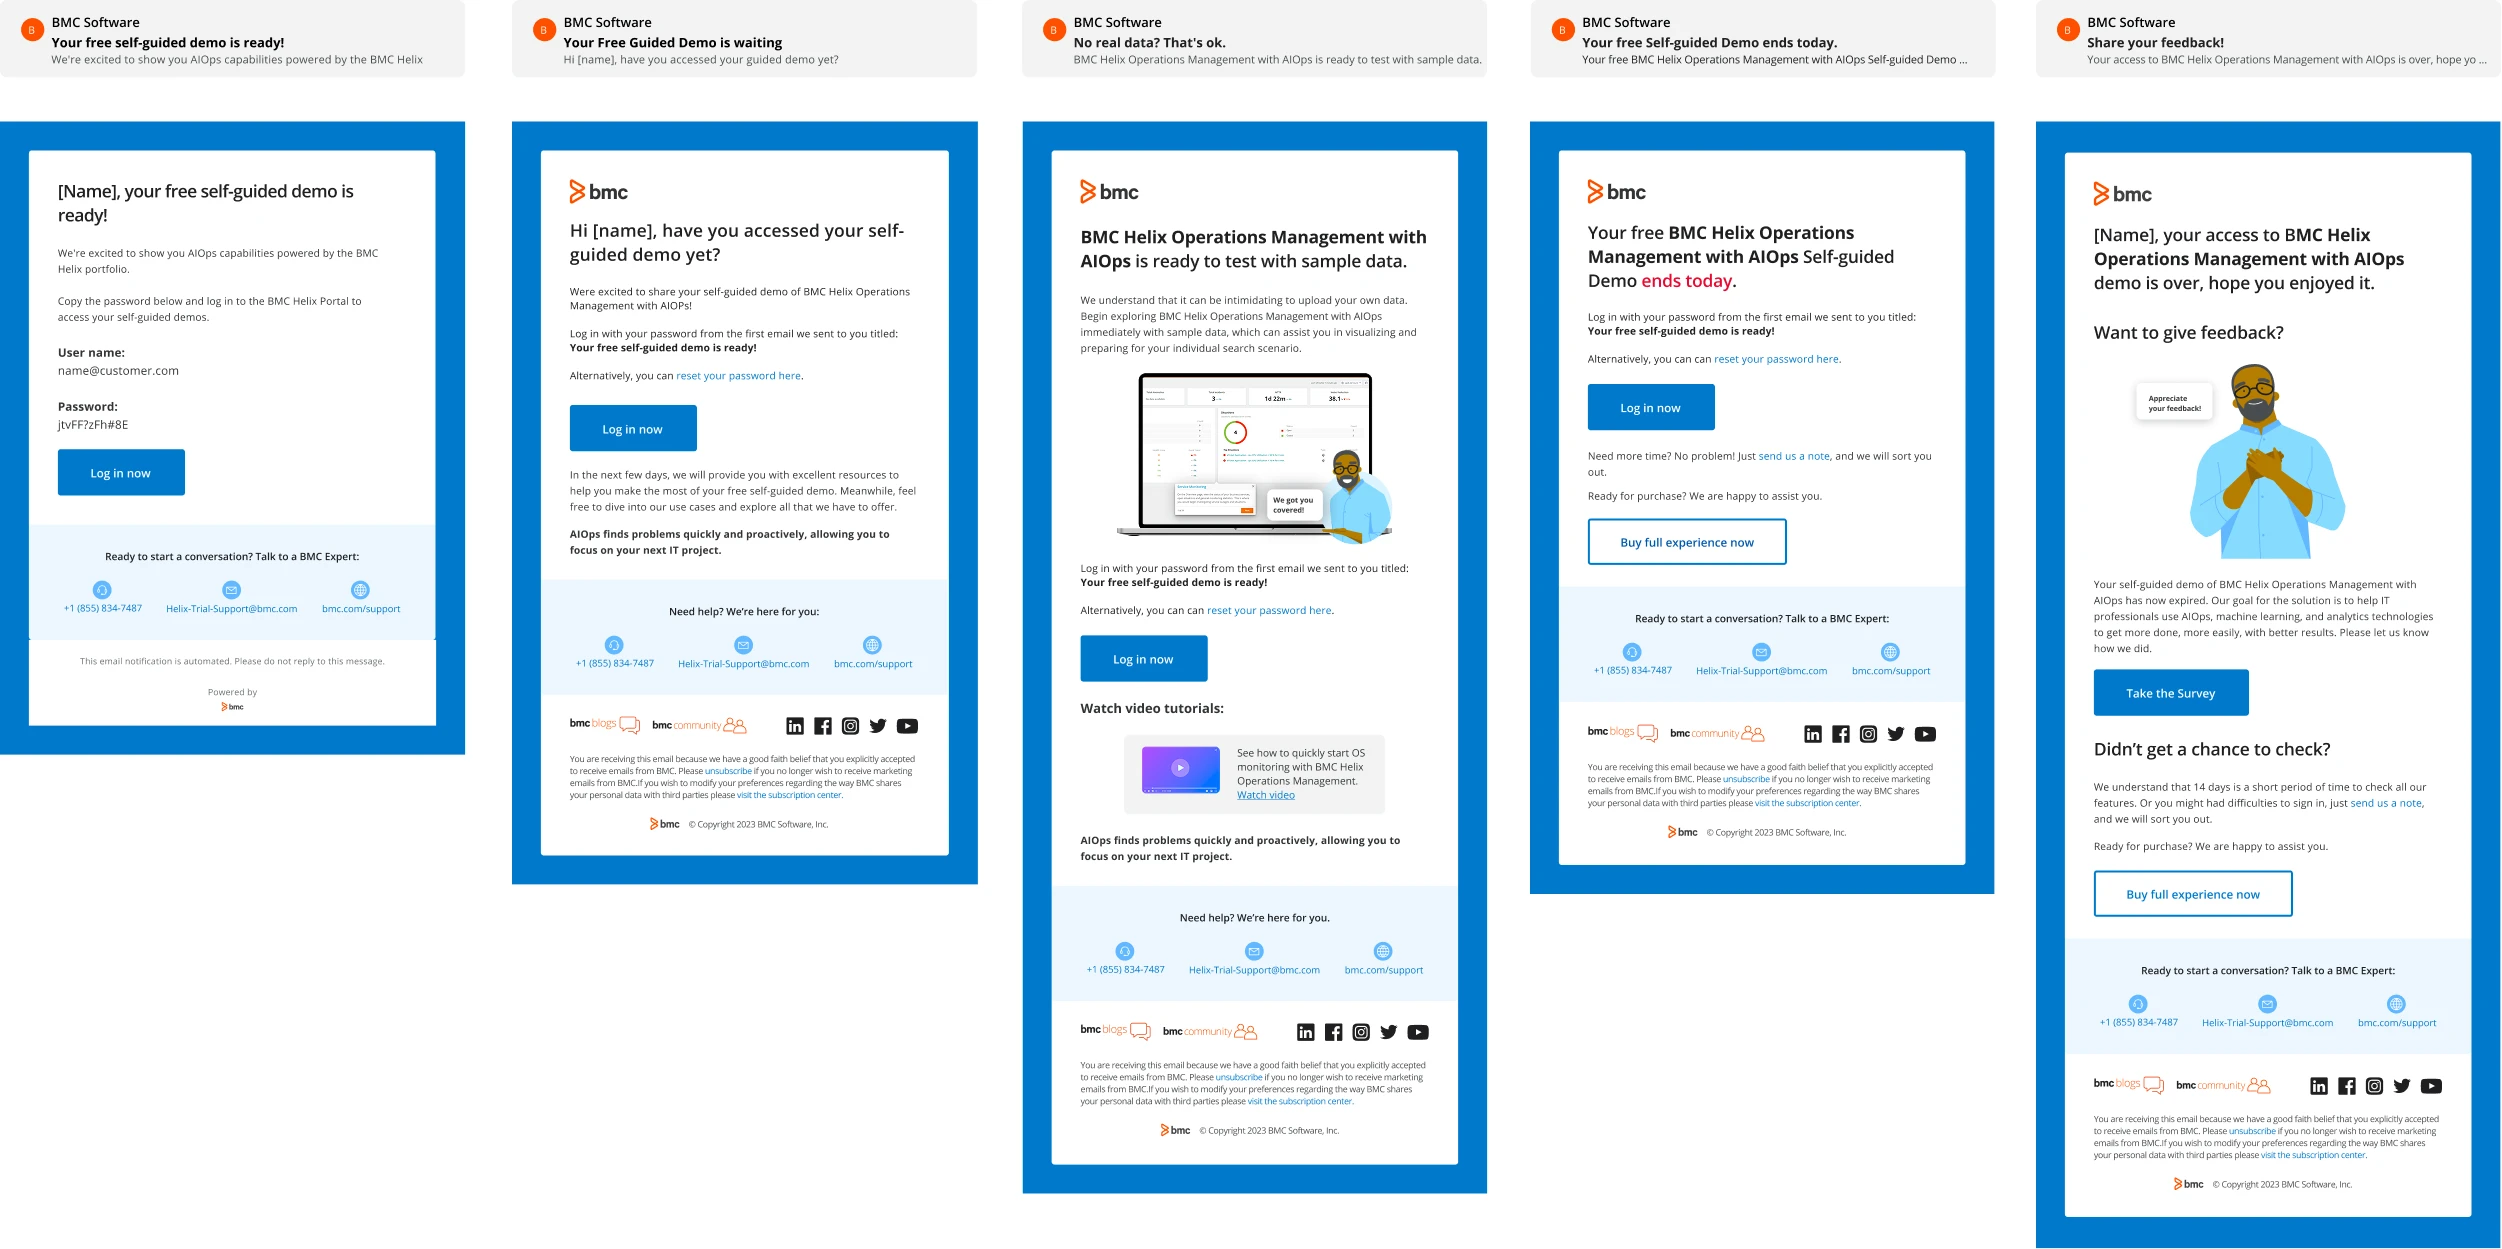 B
BMC Software
Your free self-guided demo is ready!
We're excited to show you AIOps capabilities powered by the BMC Helix
[Name], your free self-guided demo is
ready!
We're excited to show you AIOps capabilities powered by the BMC
Helix portfolio.
Copy the password below and log in to the BMC Helix Portal to
access your self-guided demos.
User name:
name@customer.com
Password:
jtvFF?zFh#8E
Log in now
Ready to start a conversation? Talk to a BMC Expert:
+1 (855) 834-7487
Helix-Trial-Support@bmc.com
bmc.com/support
This email notification is automated. Please do not reply to this message.
Powered by
bmc
B
BMC Software
Your Free Guided Demo is waiting
Hi [name], have you accessed your guided demo yet?
bmc
Hi [name], have you accessed your self-
guided demo yet?
Were excited to share your self-guided demo of BMC Helix Operations
Management with AIOPs!
Log in with your password from the first email we sent to you titled:
Your free self-guided demo is ready!
Alternatively, you can reset your password here.
Log in now
In the next few days, we will provide you with excellent resources to
help you make the most of your free self-guided demo. Meanwhile, feel
free to dive into our use cases and explore all that we have to offer.
AIOps finds problems quickly and proactively, allowing you to
focus on your next IT project.
Need help? We're here for you:
+1 (855) 834-7487
Helix-Trial-Support@bmc.com
bmc.com/support
bmc blogs
bmc community
You are receiving this email because we have a good faith belief that you explicitly accepted
to receive emails from BMC. Please unsubscribe if you no longer wish to receive marketing
emails from BMC.If you wish to modify your preferences regarding the way BMC shares
your personal data with third parties please visit the subscription center.
bmc © Copyright 2023 BMC Software, Inc.
B
BMC Software
No real data? That's ok.
BMC Helix Operations Management with AIOps is ready to test with sample data.
bmc
BMC Helix Operations Management with
AIOps is ready to test with sample data.
We understand that it can be intimidating to upload your own data.
Begin exploring BMC Helix Operations Management with AIOps
immediately with sample data, which can assist you in visualizing and
preparing for your individual search scenario.
3
1d 22m
38.1
4
We got you
covered!
Log in with your password from the first email we sent to you titled:
Your free self-guided demo is ready!
Alternatively, you can can reset your password here.
Log in now
Watch video tutorials:
See how to quickly start OS
monitoring with BMC Helix
Operations Management.
Watch video
AIOps finds problems quickly and proactively, allowing you to
focus on your next IT project.
Need help? We're here for you.
+1 (855) 834-7487
Helix-Trial-Support@bmc.com
bmc.com/support
bmc blogs
bmc community
You are receiving this email because we have a good faith belief that you explicitly accepted
to receive emails from BMC. Please unsubscribe if you no longer wish to receive marketing
emails from BMC.If you wish to modify your preferences regarding the way BMC shares
your personal data with third parties please visit the subscription center.
bmc © Copyright 2023 BMC Software, Inc.
B
BMC Software
Your free Self-guided Demo ends today.
Your free BMC Helix Operations Management with AIOps Self-guided Demo ...
bmc
Your free BMC Helix Operations
Management with AIOps Self-guided
Demo ends today.
Log in with your password from the first email we sent to you titled:
Your free self-guided demo is ready!
Alternatively, you can can reset your password here.
Log in now
Need more time? No problem! Just send us a note, and we will sort you
out.
Ready for purchase? We are happy to assist you.
Buy full experience now
Ready to start a conversation? Talk to a BMC Expert:
+1 (855) 834-7487
Helix-Trial-Support@bmc.com
bmc.com/support
bmc blogs
bmc community
You are receiving this email because we have a good faith belief that you explicitly accepted
to receive emails from BMC. Please unsubscribe if you no longer wish to receive marketing
emails from BMC.If you wish to modify your preferences regarding the way BMC shares
your personal data with third parties please visit the subscription center.
bmc © Copyright 2023 BMC Software, Inc.
B
BMC Software
Share your feedback!
Your access to BMC Helix Operations Management with AIOps is over, hope yo ...
bmc
[Name], your access to BMC Helix
Operations Management with AIOps
demo is over, hope you enjoyed it.
Want to give feedback?
Appreciate
your feedback!
Your self-guided demo of BMC Helix Operations Management with
AIOps has now expired. Our goal for the solution is to help IT
professionals use AIOps, machine learning, and analytics technologies
to get more done, more easily, with better results. Please let us know
how we did.
Take the Survey
Didn't get a chance to check?
We understand that 14 days is a short period of time to check all our
features. Or you might had difficulties to sign in, just send us a note,
and we will sort you out.
Ready for purchase? We are happy to assist you.
Buy full experience now
Ready to start a conversation? Talk to a BMC Expert:
+1 (855) 834-7487
Helix-Trial-Support@bmc.com
bmc.com/support
bmc blogs
bmc community
You are receiving this email because we have a good faith belief that you explicitly accepted
to receive emails from BMC. Please unsubscribe if you no longer wish to receive marketing
emails from BMC.If you wish to modify your preferences regarding the way BMC shares
your personal data with third parties please visit the subscription center.
bmc © Copyright 2023 BMC Software, Inc.